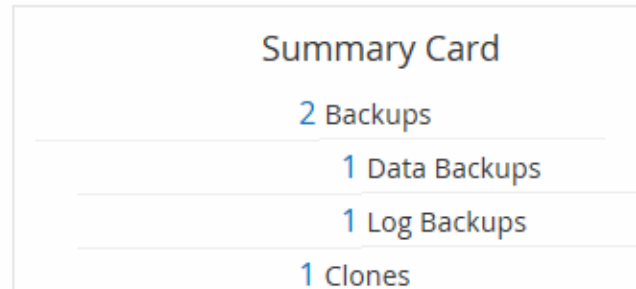 Summary Card
2 Backups
1 Data Backups
1 Log Backups
1 Clones